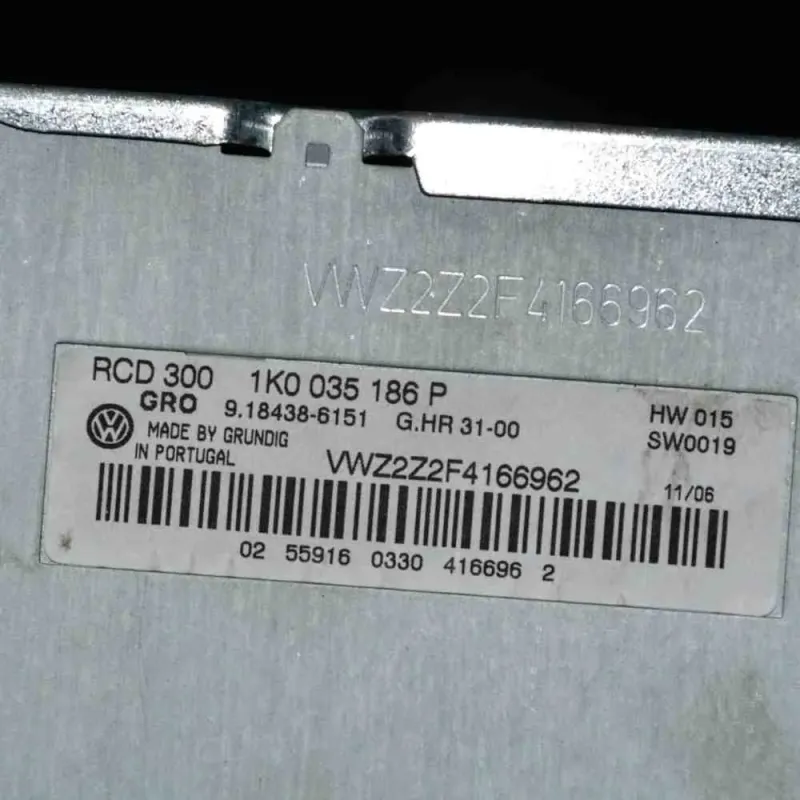 VWZ2Z2F4166962
RCD 300 1K0 035 186 P
GRO 9.18438-6151 G.HR 31-00 HW 015
MADE BY GRUNDIG SW0019
IN PORTUGAL VWZ2Z2F4166962 11/06
02 55916 0330 416696 2